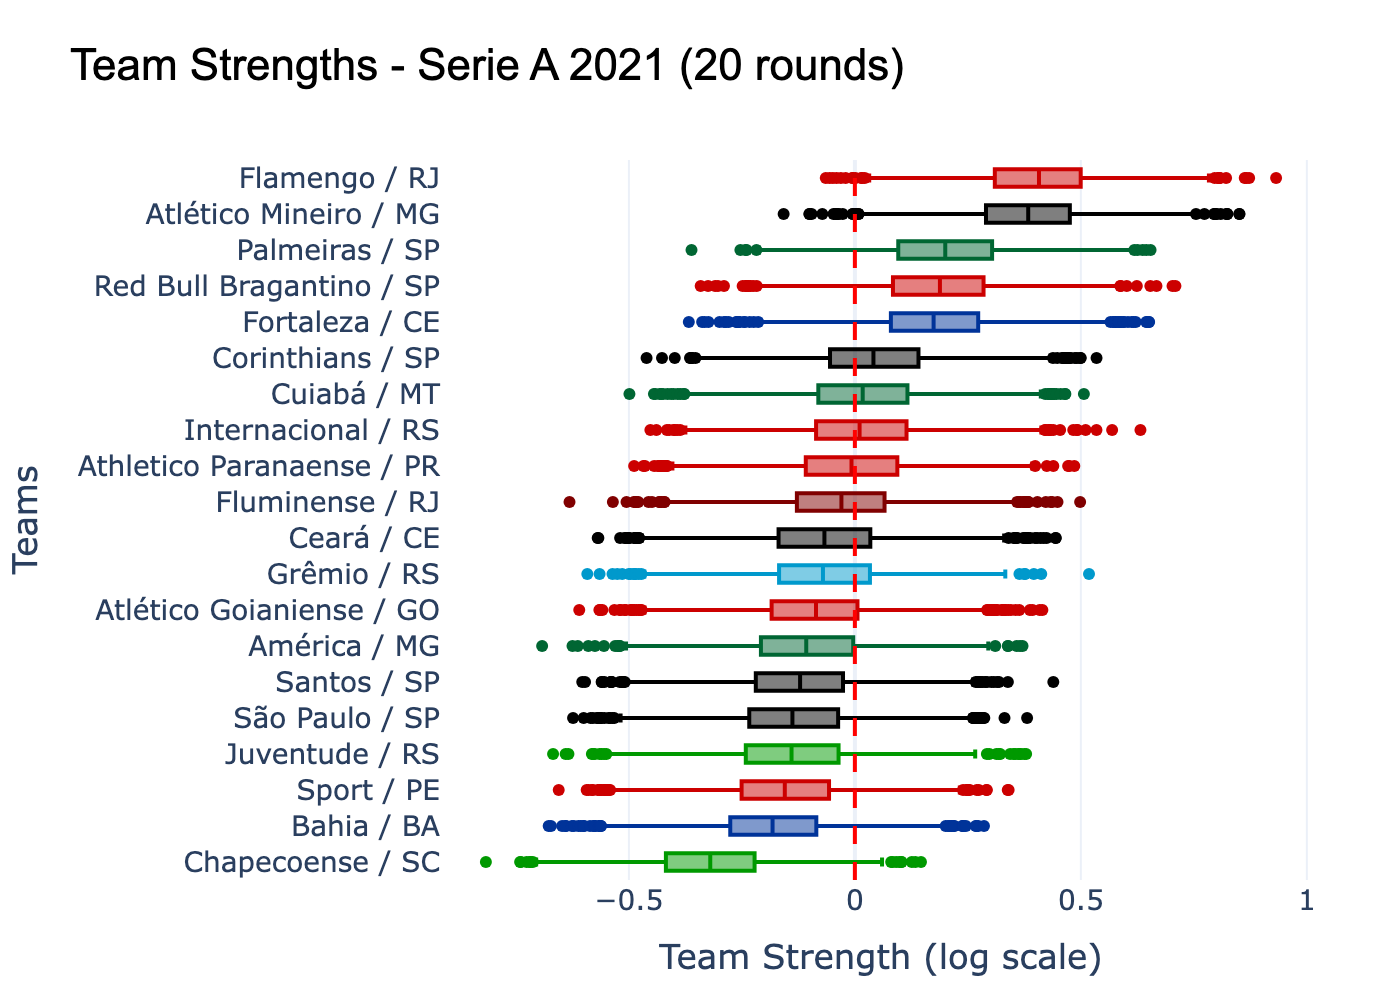 Team Strengths - Serie A 2021 (20 rounds)
Flamengo / RJ
Atlético Mineiro / MG
Palmeiras / SP
Red Bull Bragantino / SP
Fortaleza / CE
Corinthians / SP
Cuiabá / MT
Internacional / RS
Athletico Paranaense / PR
Fluminense / RJ
Ceará / CE
Grêmio / RS
Atlético Goianiense / GO
América / MG
Santos / SP
São Paulo / SP
Juventude / RS
Sport / PE
Bahia / BA
Chapecoense / SC
Teams
−0.5 0 0.5 1
Team Strength (log scale)